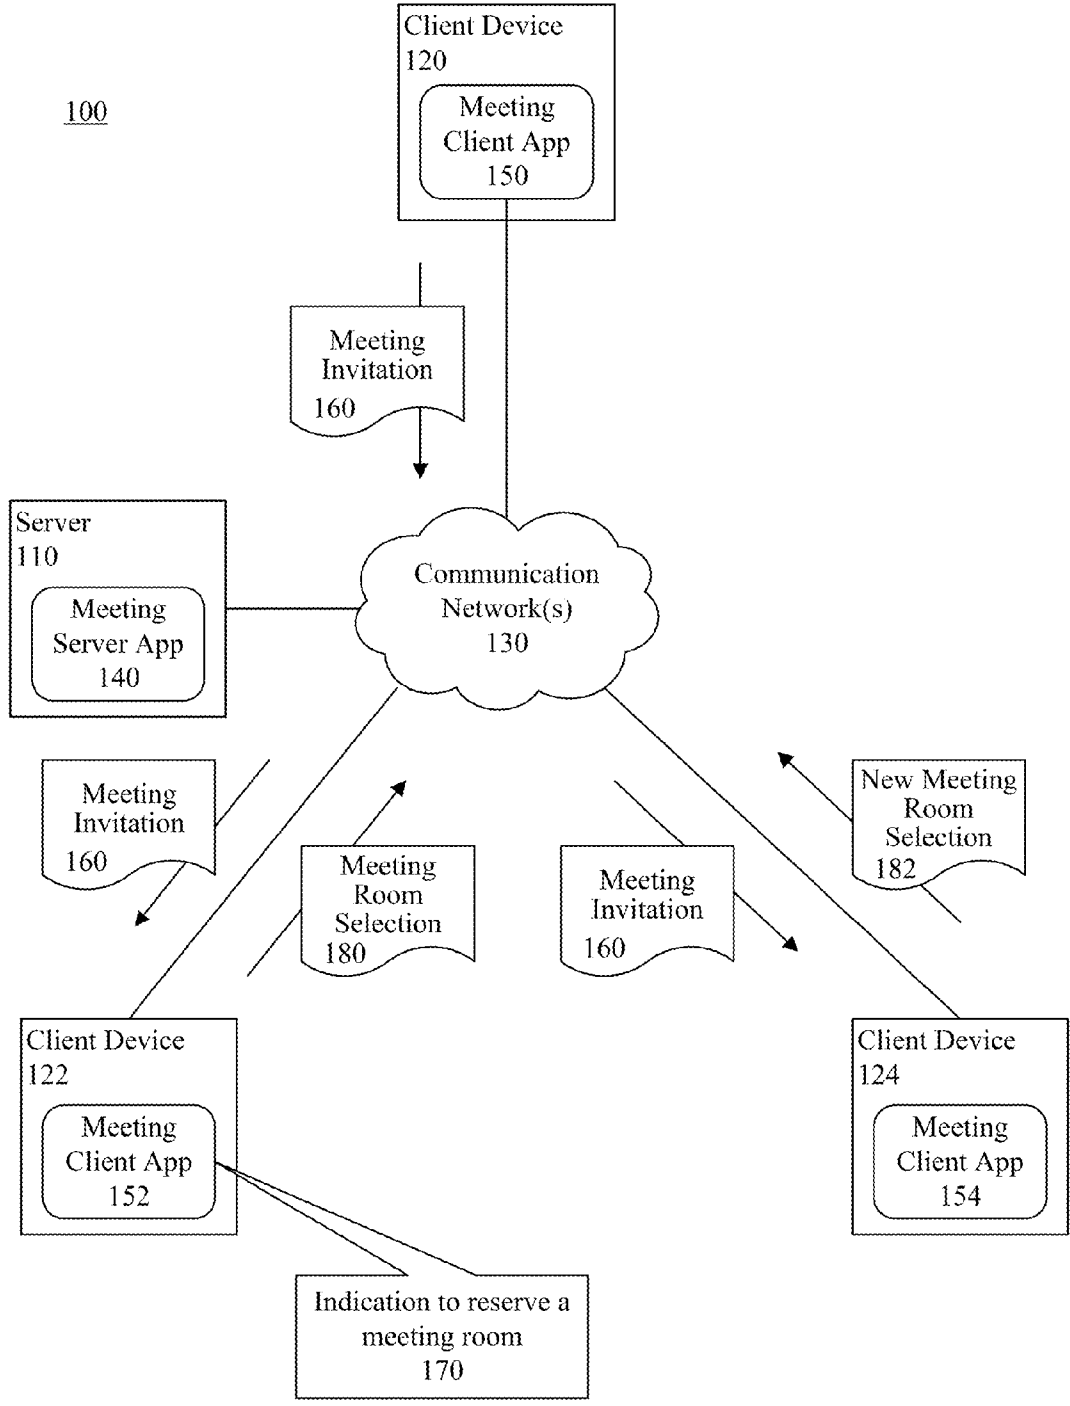 Client Device
120
Meeting
Client App
150
100
Meeting
Invitation
160
Server
110
Meeting
Server App
140
Communication
Network(s)
130
Meeting
Invitation
160
Meeting
Room
Selection
180
Meeting
Invitation
160
New Meeting
Room
Selection
182
Client Device
122
Meeting
Client App
152
Client Device
124
Meeting
Client App
154
Indication to reserve a
meeting room
170